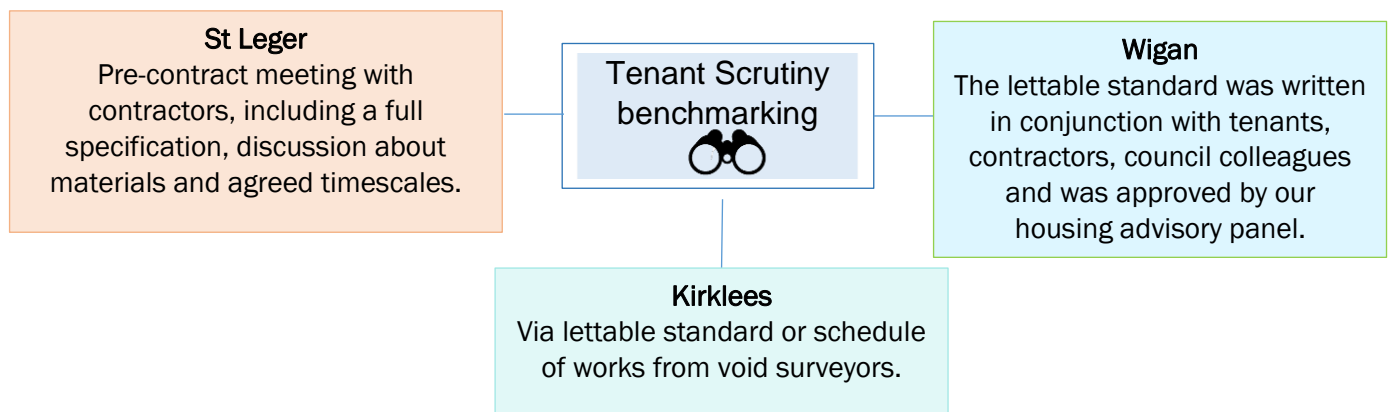 St Leger
Pre-contract meeting with
contractors, including a full
specification, discussion about
materials and agreed timescales.
Tenant Scrutiny
benchmarking
Wigan
The lettable standard was written
in conjunction with tenants,
contractors, council colleagues
and was approved by our
housing advisory panel.
Kirklees
Via lettable standard or schedule
of works from void surveyors.